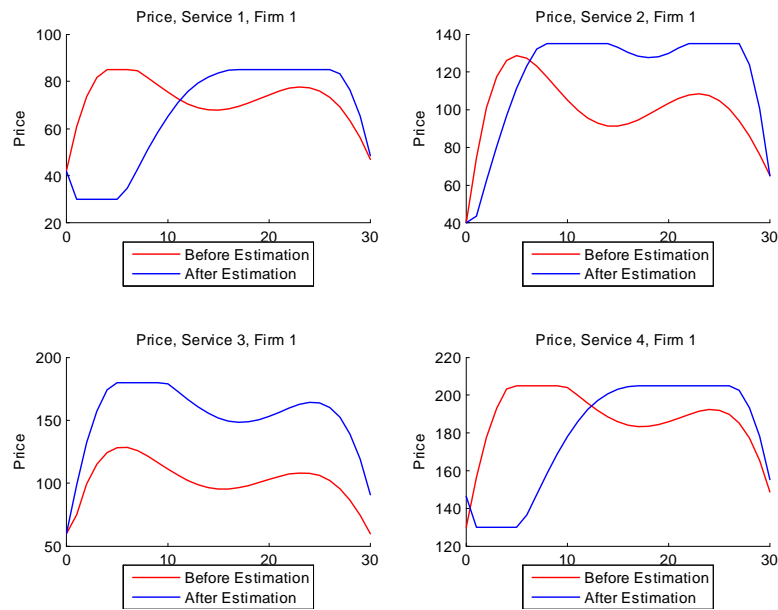 Price, Service 1, Firm 1
100
80
60
40
20
Price
0
10
20
30
Before Estimation
After Estimation
Price, Service 2, Firm 1
140
120
100
80
60
40
Price
0
10
20
30
Before Estimation
After Estimation
Price, Service 3, Firm 1
200
150
100
50
Price
0
10
20
30
Before Estimation
After Estimation
Price, Service 4, Firm 1
220
200
180
160
140
120
Price
0
10
20
30
Before Estimation
After Estimation